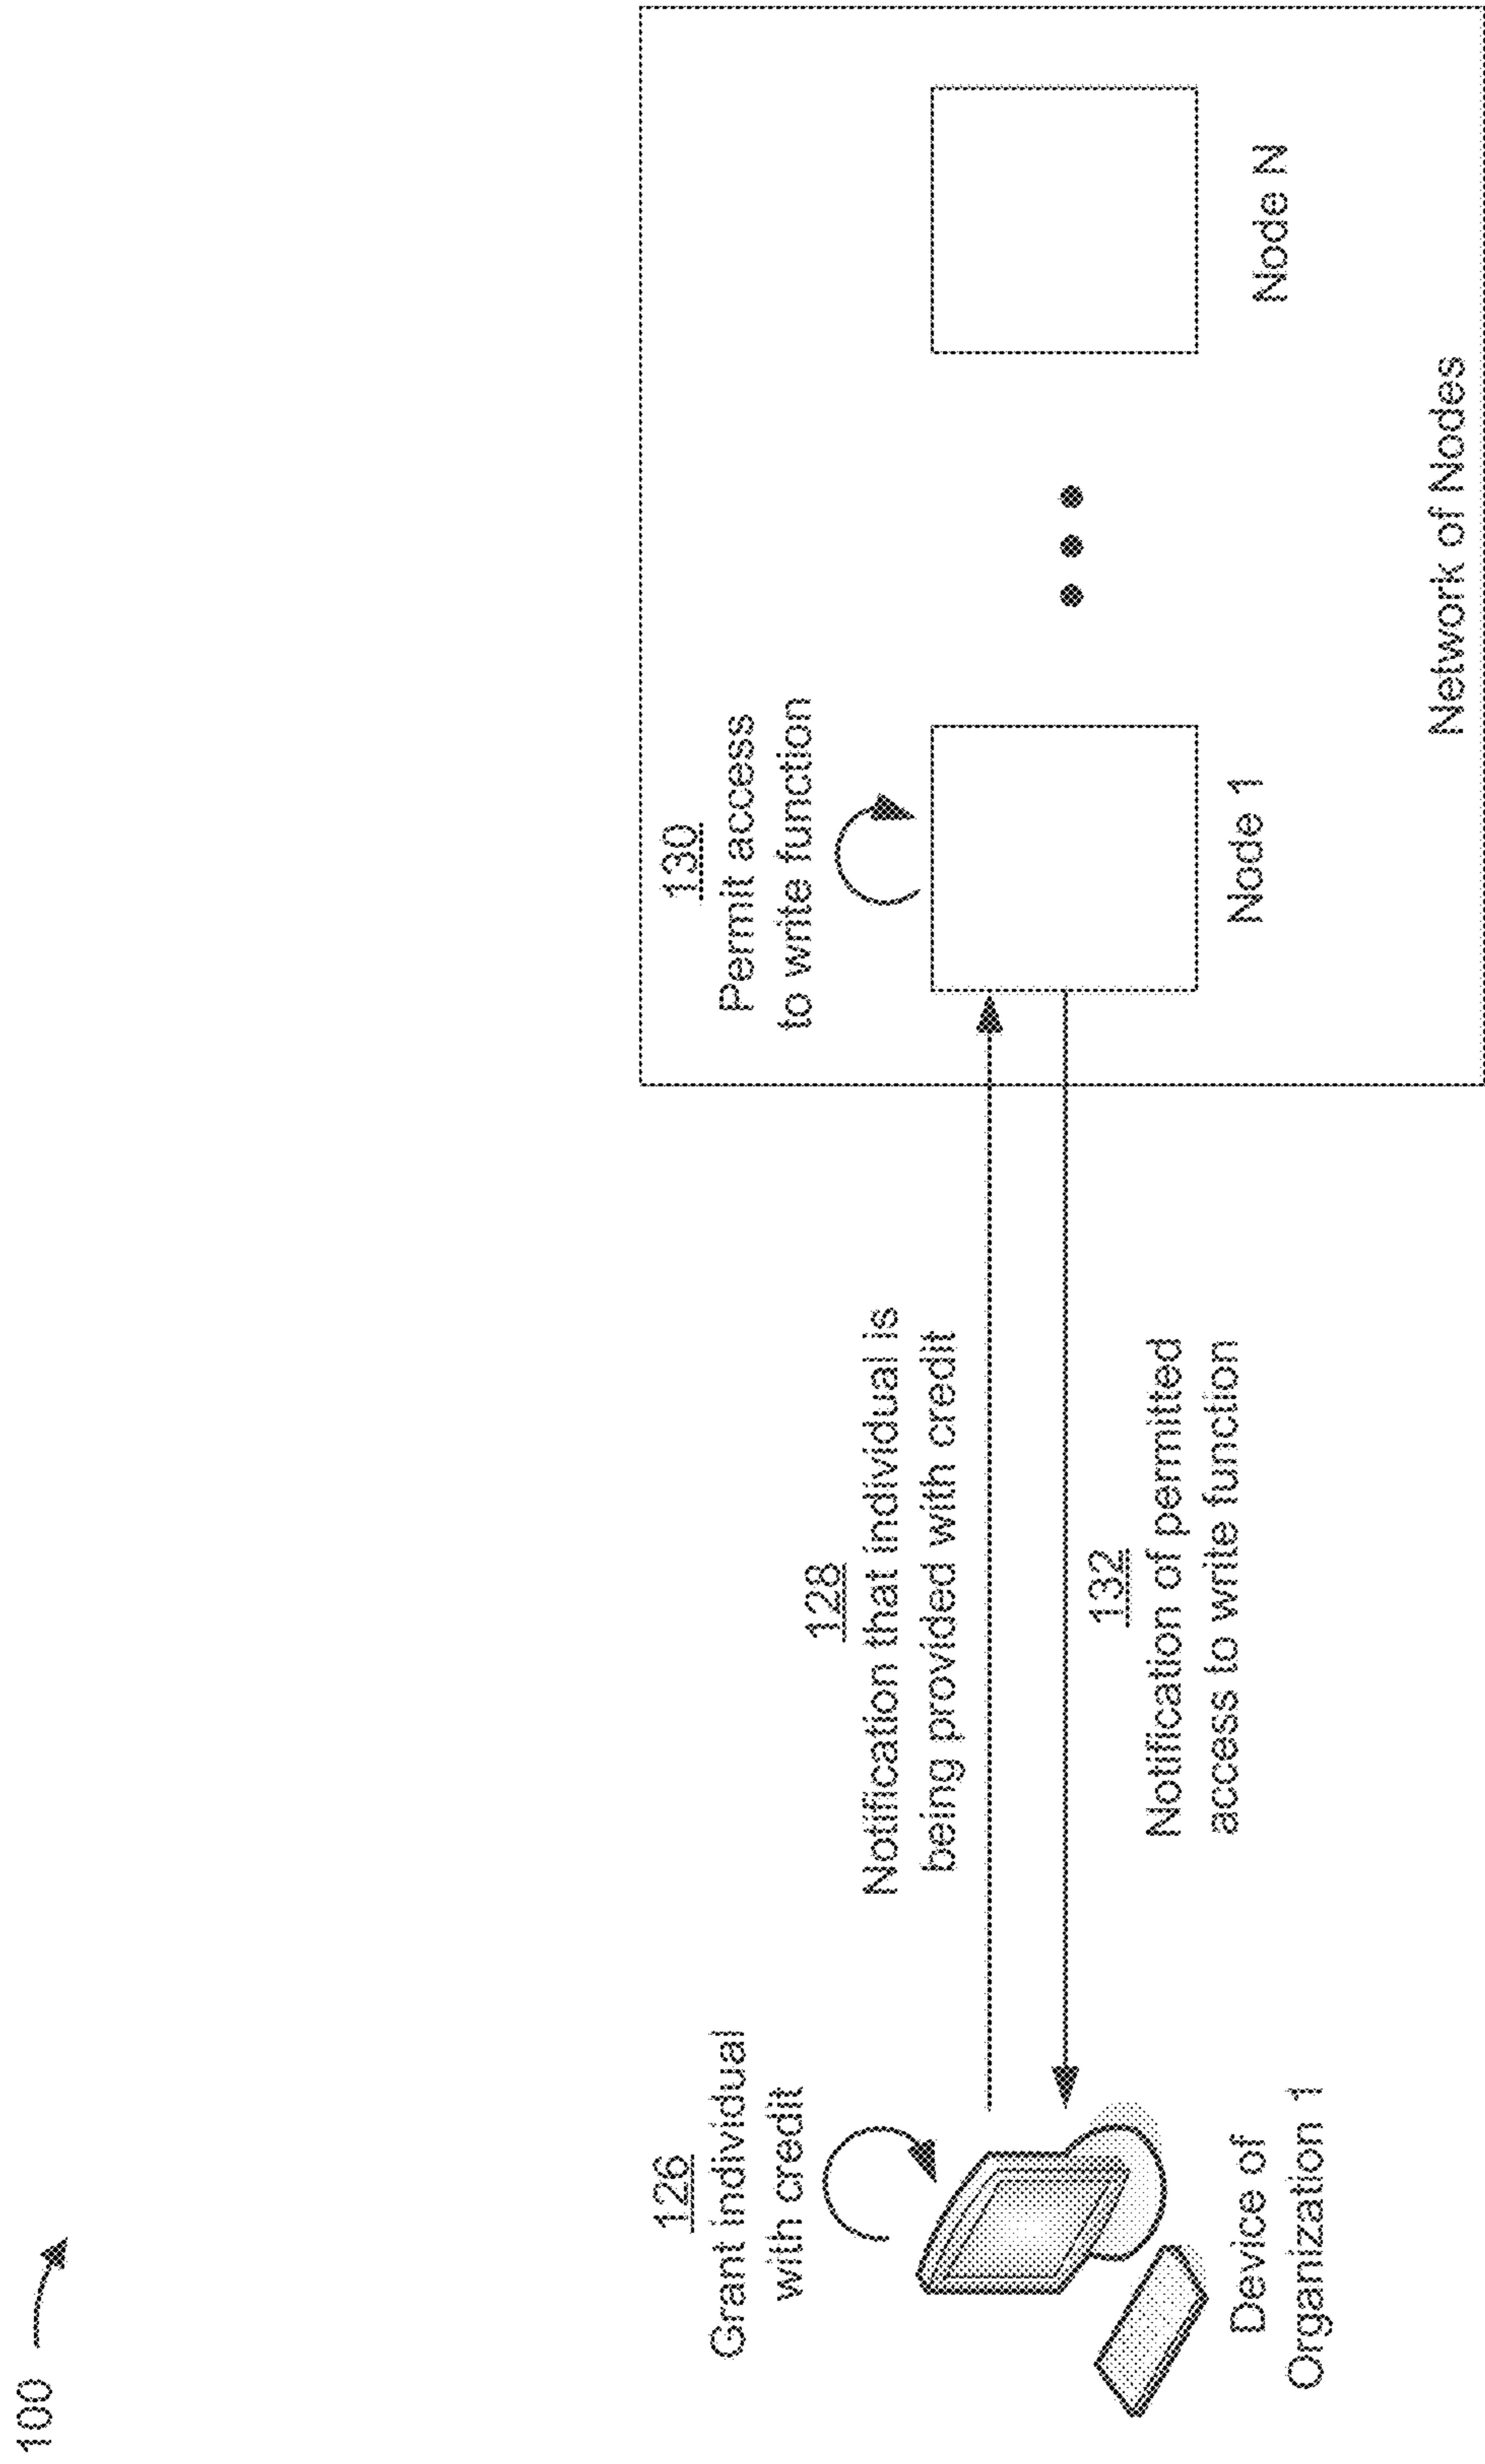 100
126
Grant individual
with credit
Device of
Organization 1
128
Notification that individual is
being provided with credit
132
Notification of permitted
access to write function
130
Permit access
to write function
Node 1
Node N
Network of Nodes